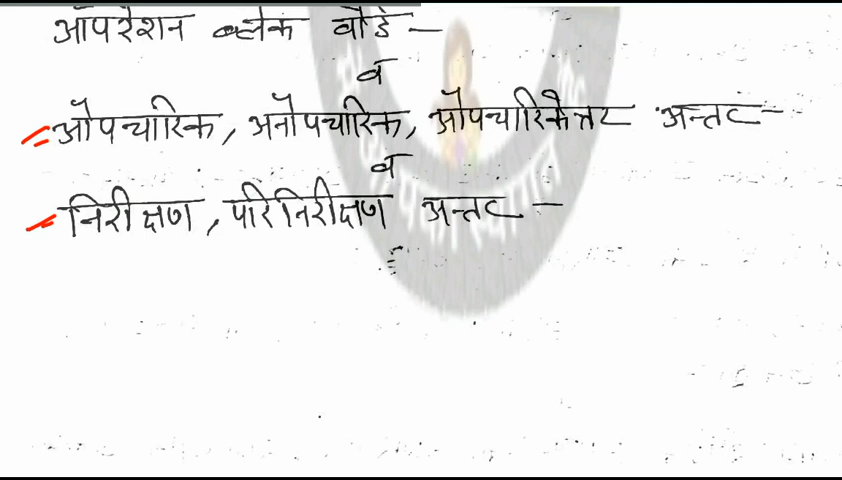 ऑपरेशन ब्लैक बोर्ड —
व
औपचारिक, अनौपचारिक, औपचारिकेत्तर अन्तर —
व
निरीक्षण, परिनिरीक्षण अन्तर —